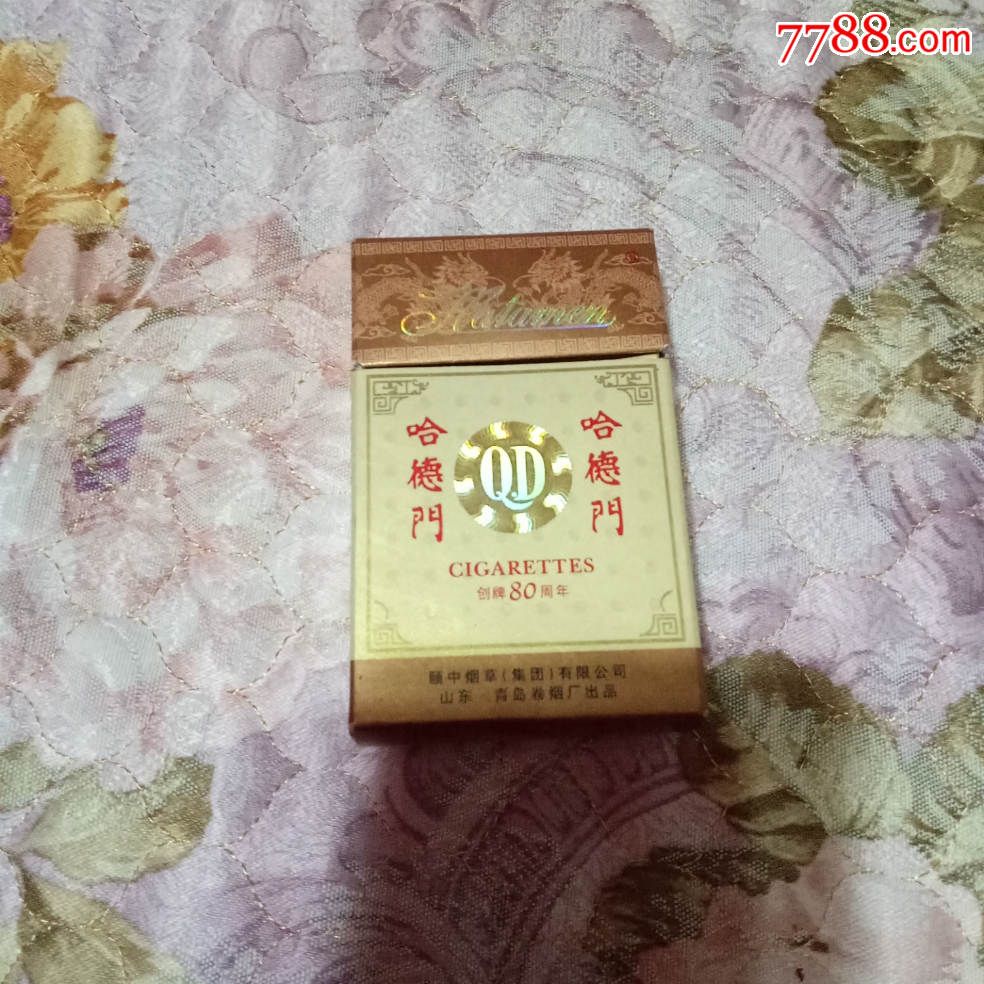 7788.com
Hatamen
哈德門
QD
哈德門
CIGARETTES
创牌80周年
颐中烟草(集团)有限公司
山东 青岛卷烟厂出品